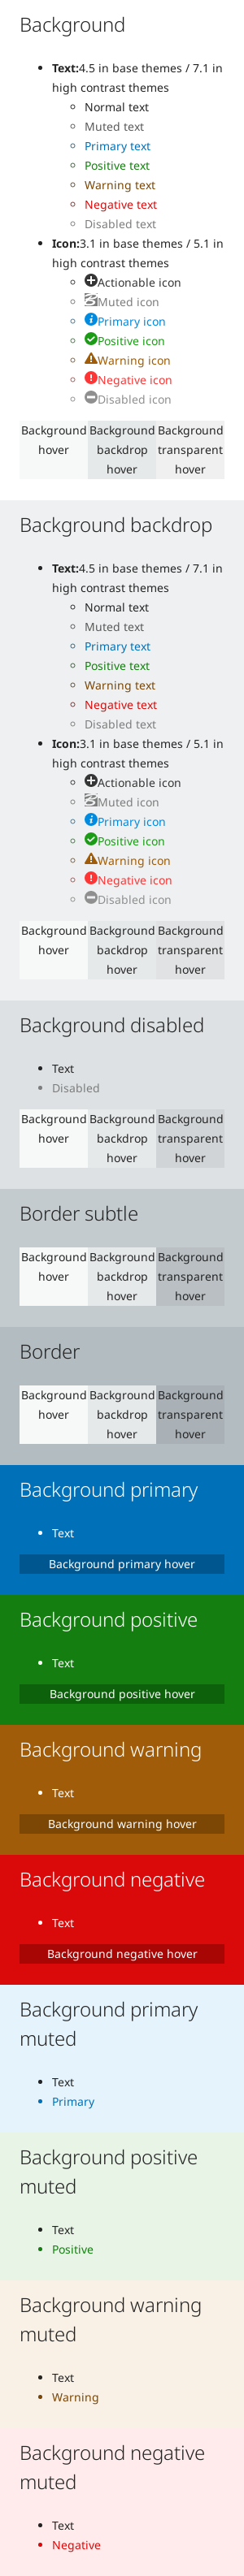 Background
Text:4.5 in base themes / 7.1 in
high contrast themes
Normal text
Muted text
Primary text
Positive text
Warning text
Negative text
Disabled text
Icon:3.1 in base themes / 5.1 in
high contrast themes
Actionable icon
Muted icon
Primary icon
Positive icon
Warning icon
Negative icon
Disabled icon
Background Background Background
hover backdrop transparent
hover hover
Background backdrop
Text:4.5 in base themes / 7.1 in
high contrast themes
Normal text
Muted text
Primary text
Positive text
Warning text
Negative text
Disabled text
Icon:3.1 in base themes / 5.1 in
high contrast themes
Actionable icon
Muted icon
Primary icon
Positive icon
Warning icon
Negative icon
Disabled icon
Background Background Background
hover backdrop transparent
hover hover
Background disabled
Text
Disabled
Background Background Background
hover backdrop transparent
hover hover
Border subtle
Background Background Background
hover backdrop transparent
hover hover
Border
Background Background Background
hover backdrop transparent
hover hover
Background primary
Text
Background primary hover
Background positive
Text
Background positive hover
Background warning
Text
Background warning hover
Background negative
Text
Background negative hover
Background primary
muted
Text
Primary
Background positive
muted
Text
Positive
Background warning
muted
Text
Warning
Background negative
muted
Text
Negative